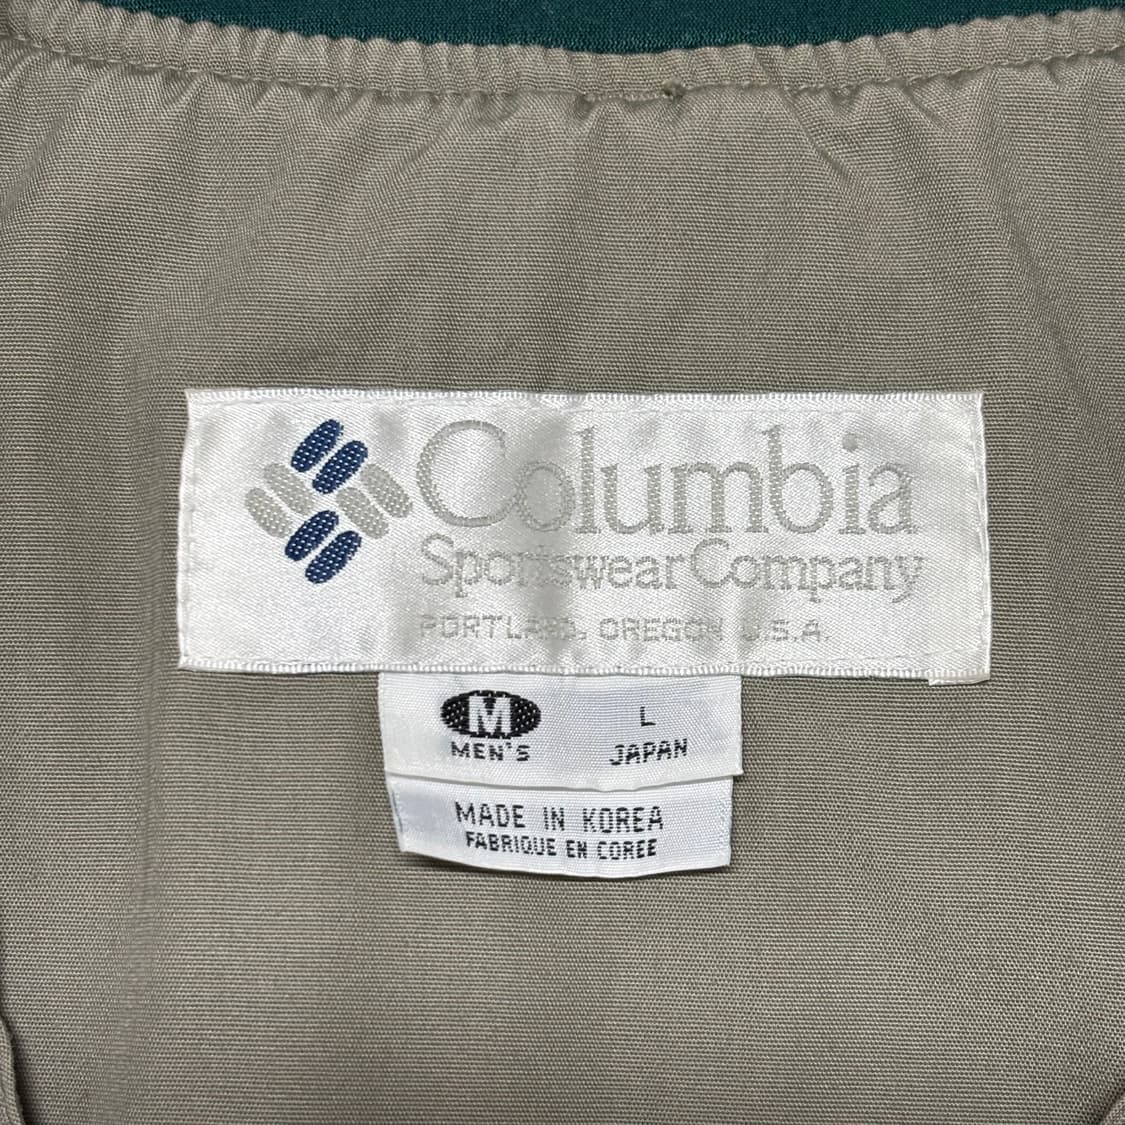 Columbia
Sportswear Company
PORTLAND, OREGON U.S.A.
M L
MEN'S JAPAN
MADE IN KOREA
FABRIQUE EN COREE